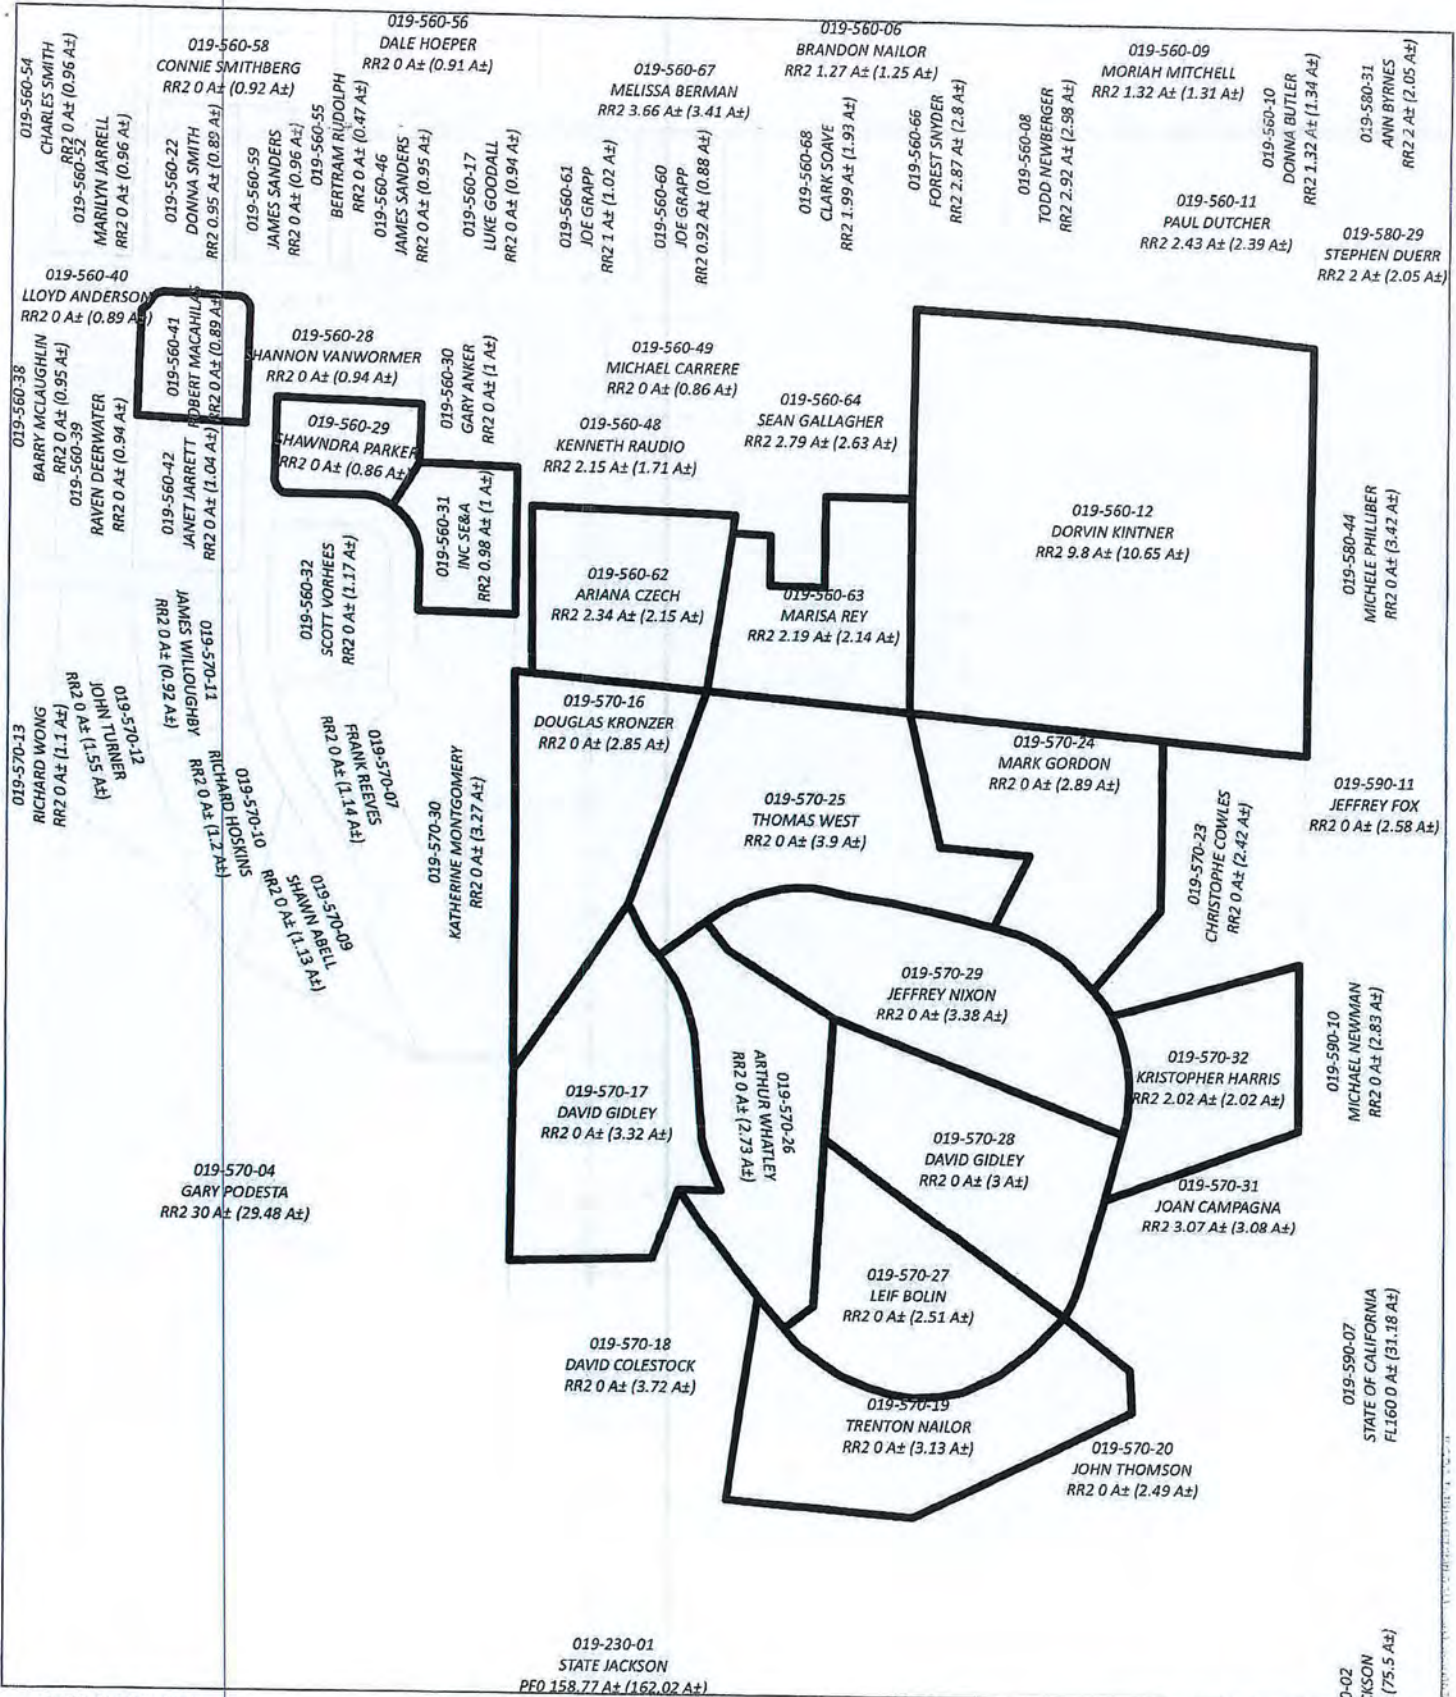 019-560-54
CHARLES SMITH
RR2 0 A± (0.96 A±)
019-560-52
MARILYN JARRELL
RR2 0 A± (0.96 A±)
019-560-58
CONNIE SMITHBERG
RR2 0 A± (0.92 A±)
019-560-22
DONNA SMITH
RR2 0.95 A± (0.89 A±)
019-560-59
JAMES SANDERS
RR2 0 A± (0.96 A±)
019-560-56
DALE HOEPER
RR2 0 A± (0.91 A±)
019-560-55
BERTRAM RUDOLPH
RR2 0 A± (0.47 A±)
019-560-46
JAMES SANDERS
RR2 0 A± (0.95 A±)
019-560-17
LUKE GOODALL
RR2 0 A± (0.94 A±)
019-560-67
MELISSA BERMAN
RR2 3.66 A± (3.41 A±)
019-560-61
JOE GRAPP
RR2 1 A± (1.02 A±)
019-560-60
JOE GRAPP
RR2 0.92 A± (0.88 A±)
019-560-06
BRANDON NAILOR
RR2 1.27 A± (1.25 A±)
019-560-68
CLARK SOAVE
RR2 1.99 A± (1.93 A±)
019-560-66
FOREST SNYDER
RR2 2.87 A± (2.8 A±)
019-560-08
TODD NEWBERGER
RR2 2.92 A± (2.98 A±)
019-560-09
MORIAH MITCHELL
RR2 1.32 A± (1.31 A±)
019-560-10
DONNA BUTLER
RR2 1.32 A± (1.34 A±)
019-580-31
ANN BYRNES
RR2 2 A± (2.05 A±)
019-560-11
PAUL DUTCHER
RR2 2.43 A± (2.39 A±)
019-580-29
STEPHEN DUERR
RR2 2 A± (2.05 A±)
019-560-40
LLOYD ANDERSON
RR2 0 A± (0.89 A±)
019-560-41
ROBERT MACAHILAS
RR2 0 A± (0.89 A±)
019-560-38
BARRY MCLAUGHLIN
RR2 0 A± (0.95 A±)
019-560-39
RAVEN DEERWATER
RR2 0 A± (0.94 A±)
019-560-42
JANET JARRETT
RR2 0 A± (1.04 A±)
019-560-28
SHANNON VANWORMER
RR2 0 A± (0.94 A±)
019-560-29
SHAWNDRA PARKER
RR2 0 A± (0.86 A±)
019-560-30
GARY ANKER
RR2 0 A± (1 A±)
019-560-31
INC SE&A
RR2 0.98 A± (1 A±)
019-560-49
MICHAEL CARRERE
RR2 0 A± (0.86 A±)
019-560-48
KENNETH RAUDIO
RR2 2.15 A± (1.71 A±)
019-560-64
SEAN GALLAGHER
RR2 2.79 A± (2.63 A±)
019-560-12
DORVIN KINTNER
RR2 9.8 A± (10.65 A±)
019-580-44
MICHELE PHILLIBER
RR2 0 A± (3.42 A±)
019-560-32
SCOTT VORHEES
RR2 0 A± (1.17 A±)
019-560-62
ARIANA CZECH
RR2 2.34 A± (2.15 A±)
019-560-63
MARISA REY
RR2 2.19 A± (2.14 A±)
019-570-11
JAMES WILLOUGHBY
RR2 0 A± (0.92 A±)
019-570-13
RICHARD WONG
RR2 0 A± (1.1 A±)
019-570-12
JOHN TURNER
RR2 0 A± (1.55 A±)
019-570-10
RICHARD HOSKINS
RR2 0 A± (1.2 A±)
019-570-07
FRANK REEVES
RR2 0 A± (1.14 A±)
019-570-09
SHAWN ABELL
RR2 0 A± (1.13 A±)
019-570-30
KATHERINE MONTGOMERY
RR2 0 A± (3.27 A±)
019-570-16
DOUGLAS KRONZER
RR2 0 A± (2.85 A±)
019-570-25
THOMAS WEST
RR2 0 A± (3.9 A±)
019-570-24
MARK GORDON
RR2 0 A± (2.89 A±)
019-570-23
CHRISTOPHE COWLES
RR2 0 A± (2.42 A±)
019-590-11
JEFFREY FOX
RR2 0 A± (2.58 A±)
019-570-29
JEFFREY NIXON
RR2 0 A± (3.38 A±)
019-570-32
KRISTOPHER HARRIS
RR2 2.02 A± (2.02 A±)
019-590-10
MICHAEL NEWMAN
RR2 0 A± (2.83 A±)
019-570-17
DAVID GIDLEY
RR2 0 A± (3.32 A±)
019-570-26
ARTHUR WHATLEY
RR2 0 A± (2.73 A±)
019-570-28
DAVID GIDLEY
RR2 0 A± (3 A±)
019-570-04
GARY PODESTA
RR2 30 A± (29.48 A±)
019-570-31
JOAN CAMPAGNA
RR2 3.07 A± (3.08 A±)
019-570-27
LEIF BOLIN
RR2 0 A± (2.51 A±)
019-570-18
DAVID COLESTOCK
RR2 0 A± (3.72 A±)
019-590-07
STATE OF CALIFORNIA
FL160 0 A± (31.18 A±)
019-570-19
TRENTON NAILOR
RR2 0 A± (3.13 A±)
019-570-20
JOHN THOMSON
RR2 0 A± (2.49 A±)
019-230-01
STATE JACKSON
PF0 158.77 A± (162.02 A±)
0-02
KSON
(75.5 A±)